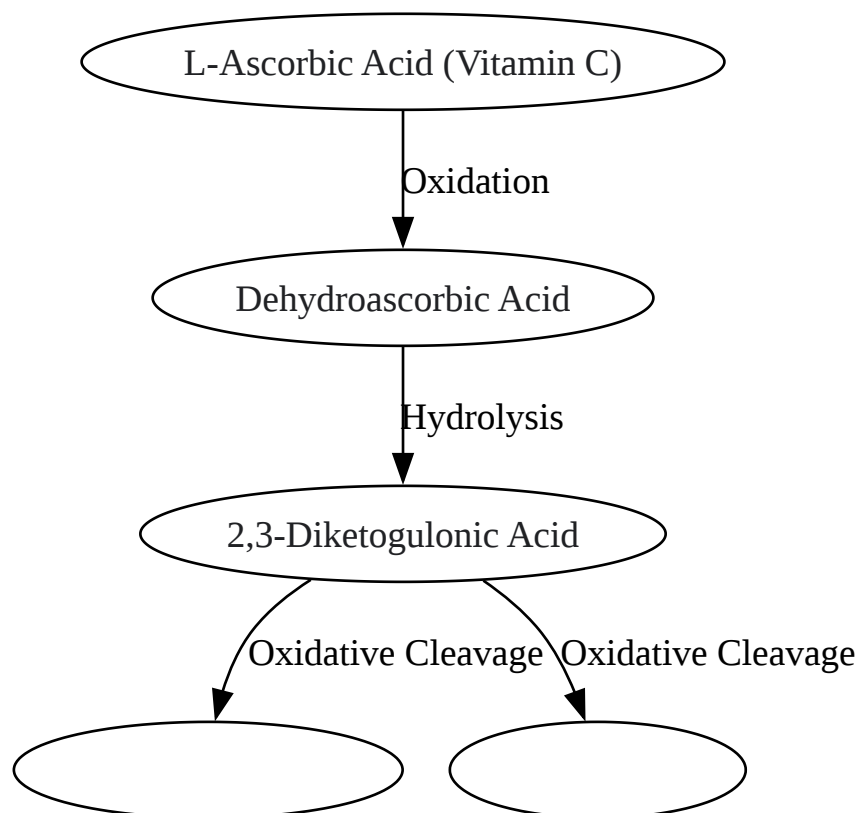 L-Ascorbic Acid (Vitamin C)
Oxidation
Dehydroascorbic Acid
Hydrolysis
2,3-Diketogulonic Acid
Oxidative Cleavage
Oxidative Cleavage